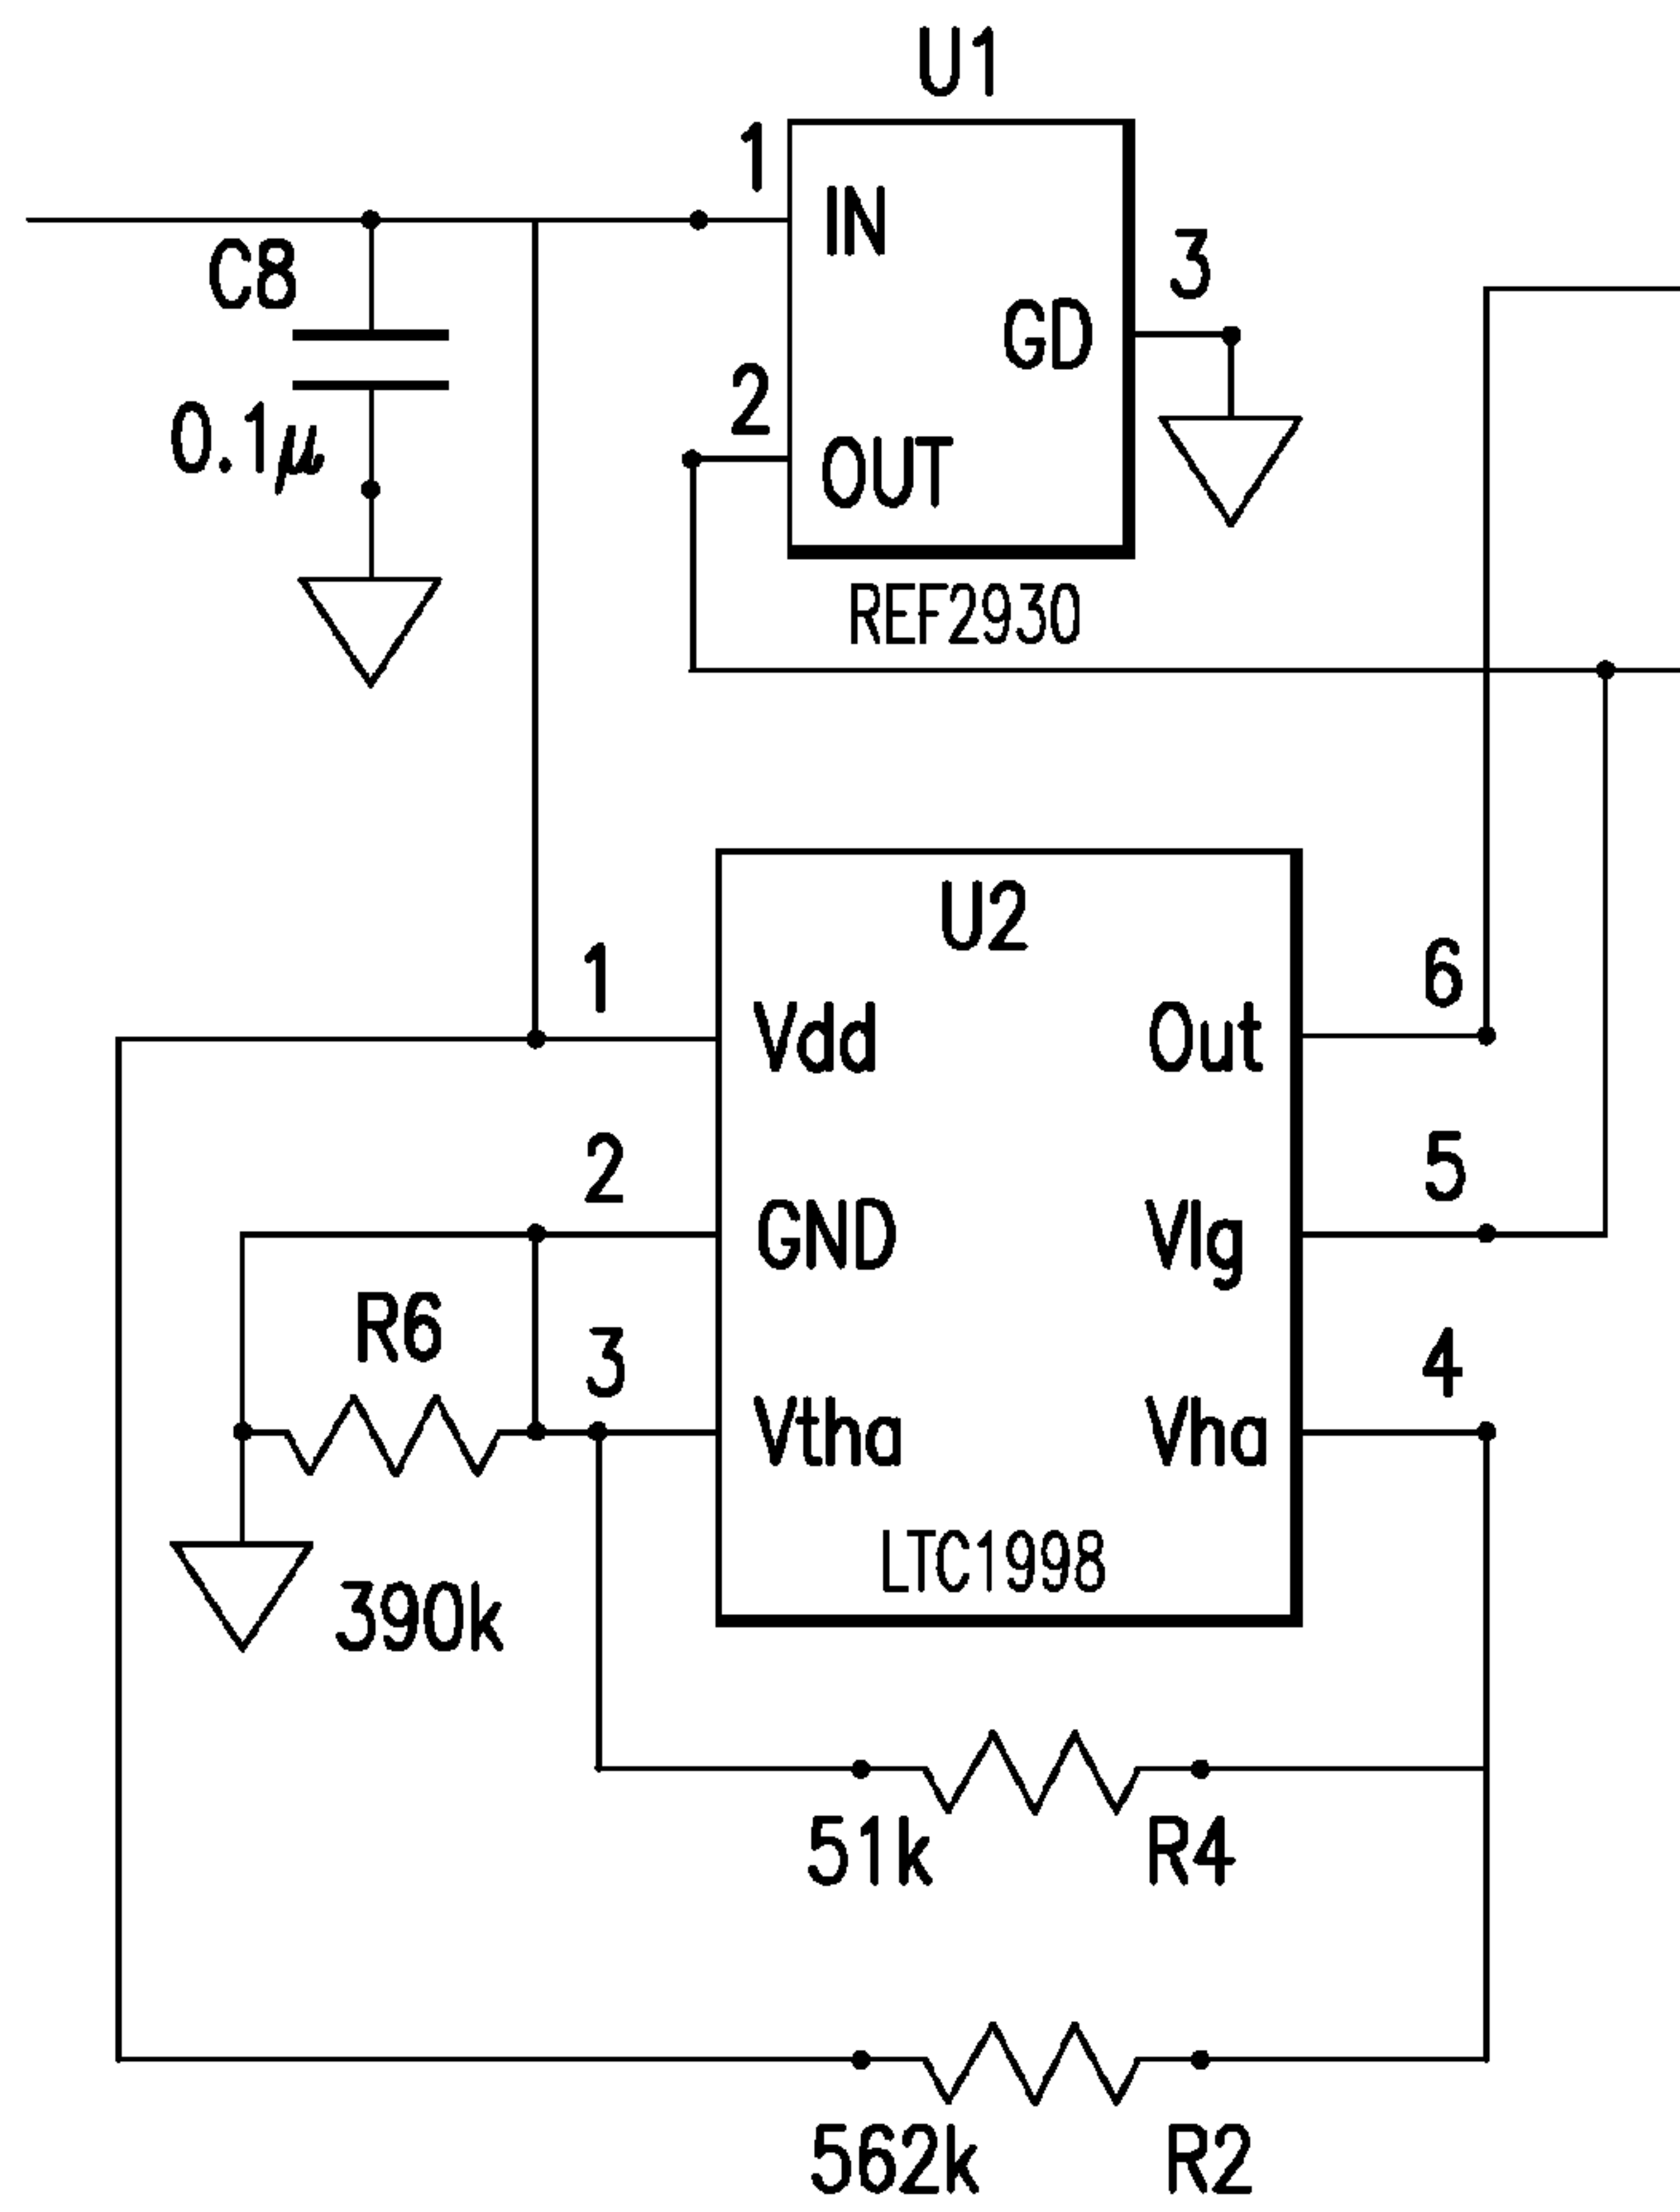 U1
1
IN
C8
3
GD
2
0.1µ
OUT
REF2930
U2
1
6
Vdd
Out
2
5
GND
Vlg
R6
3
4
Vtha
Vha
LTC1998
390k
51k
R4
562k
R2